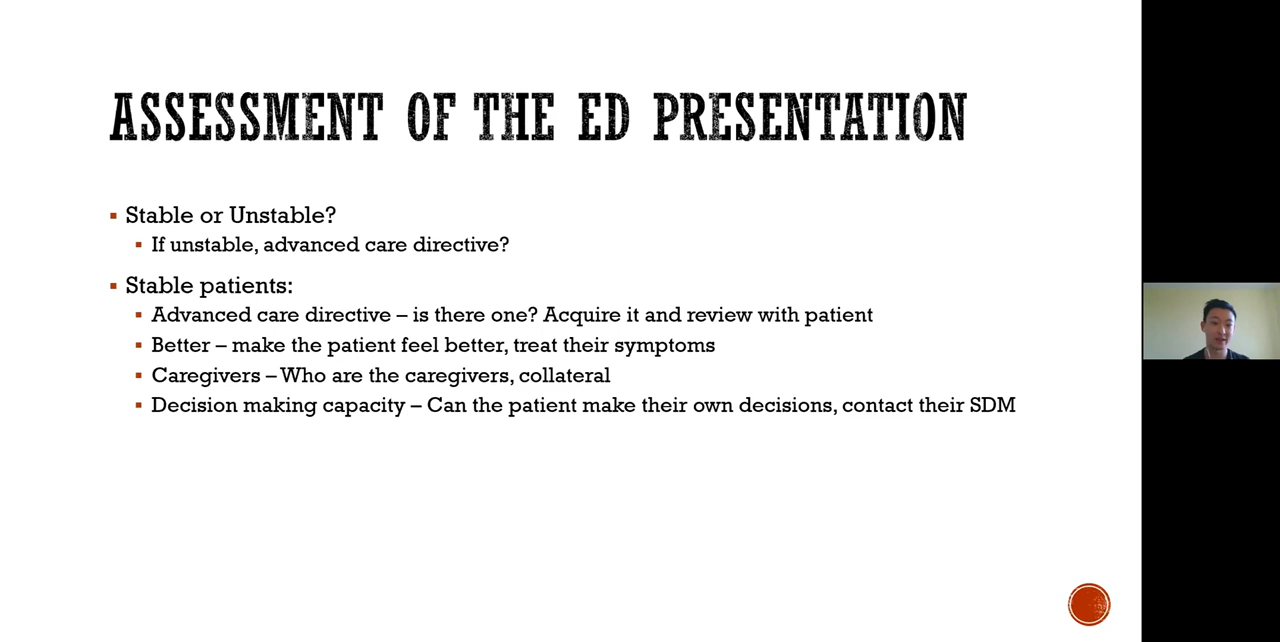 ASSESSMENT OF THE ED PRESENTATION
Stable or Unstable?
If unstable, advanced care directive?
Stable patients:
Advanced care directive – is there one? Acquire it and review with patient
Better – make the patient feel better, treat their symptoms
Caregivers – Who are the caregivers, collateral
Decision making capacity – Can the patient make their own decisions, contact their SDM